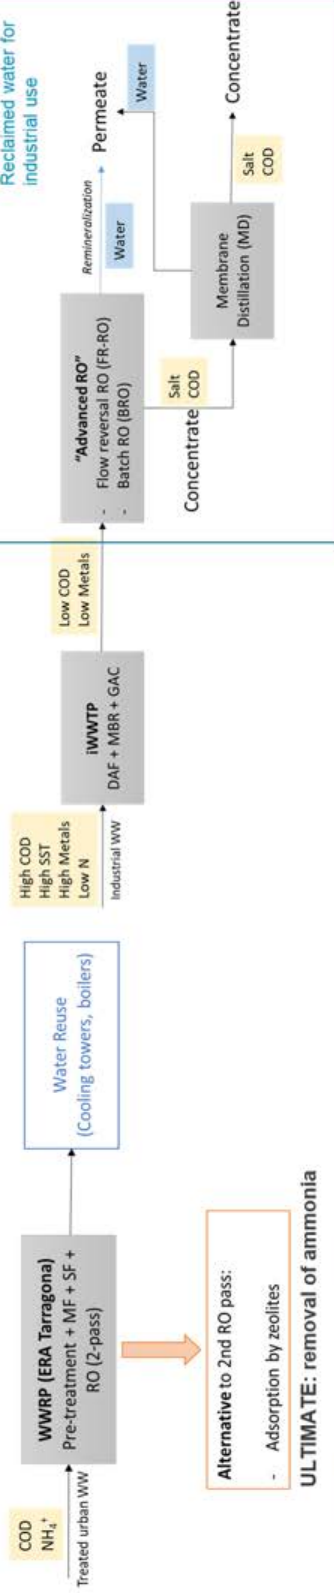 COD
NH₄⁺
Treated urban WW
WWRP (ERA Tarragona)
Pre-treatment + MF + SF +
RO (2-pass)
Water Reuse
(Cooling towers, boilers)
Alternative to 2nd RO pass:
- Adsorption by zeolites
ULTIMATE: removal of ammonia
High COD
High SST
High Metals
Low N
Industrial WW
iWWTP
DAF + MBR + GAC
Low COD
Low Metals
"Advanced RO"
- Flow reversal RO (FR-RO)
- Batch RO (BRO)
Remineralization
Water
Permeate
Water
Salt
COD
Concentrate
Membrane
Distillation (MD)
Salt
COD
Concentrate
Reclaimed water for
industrial use